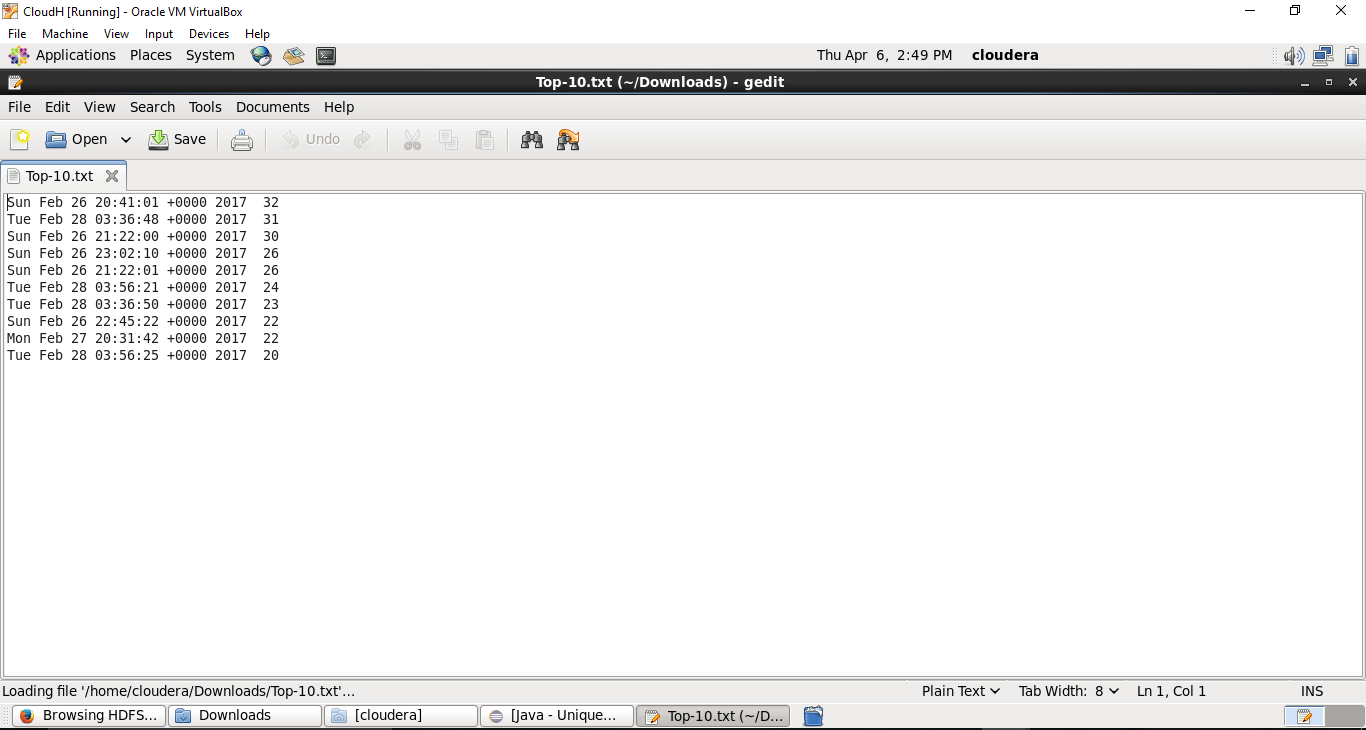 CloudH [Running] - Oracle VM VirtualBox
File Machine View Input Devices Help
Applications Places System Thu Apr 6, 2:49 PM cloudera
Top-10.txt (~/Downloads) - gedit
File Edit View Search Tools Documents Help
Open Save Undo
Top-10.txt
Sun Feb 26 20:41:01 +0000 2017 32
Tue Feb 28 03:36:48 +0000 2017 31
Sun Feb 26 21:22:00 +0000 2017 30
Sun Feb 26 23:02:10 +0000 2017 26
Sun Feb 26 21:22:01 +0000 2017 26
Tue Feb 28 03:56:21 +0000 2017 24
Tue Feb 28 03:36:50 +0000 2017 23
Sun Feb 26 22:45:22 +0000 2017 22
Mon Feb 27 20:31:42 +0000 2017 22
Tue Feb 28 03:56:25 +0000 2017 20
Loading file '/home/cloudera/Downloads/Top-10.txt'... Plain Text Tab Width: 8 Ln 1, Col 1 INS
Browsing HDFS... Downloads [cloudera] [Java - Unique... Top-10.txt (~/D...